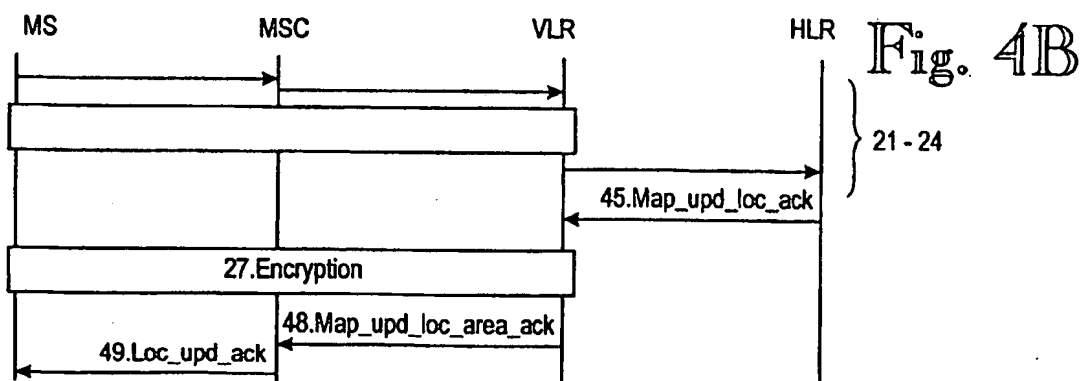 MS MSC VLR HLR Fig. 4B
21 - 24
45.Map_upd_loc_ack
27.Encryption
48.Map_upd_loc_area_ack
49.Loc_upd_ack